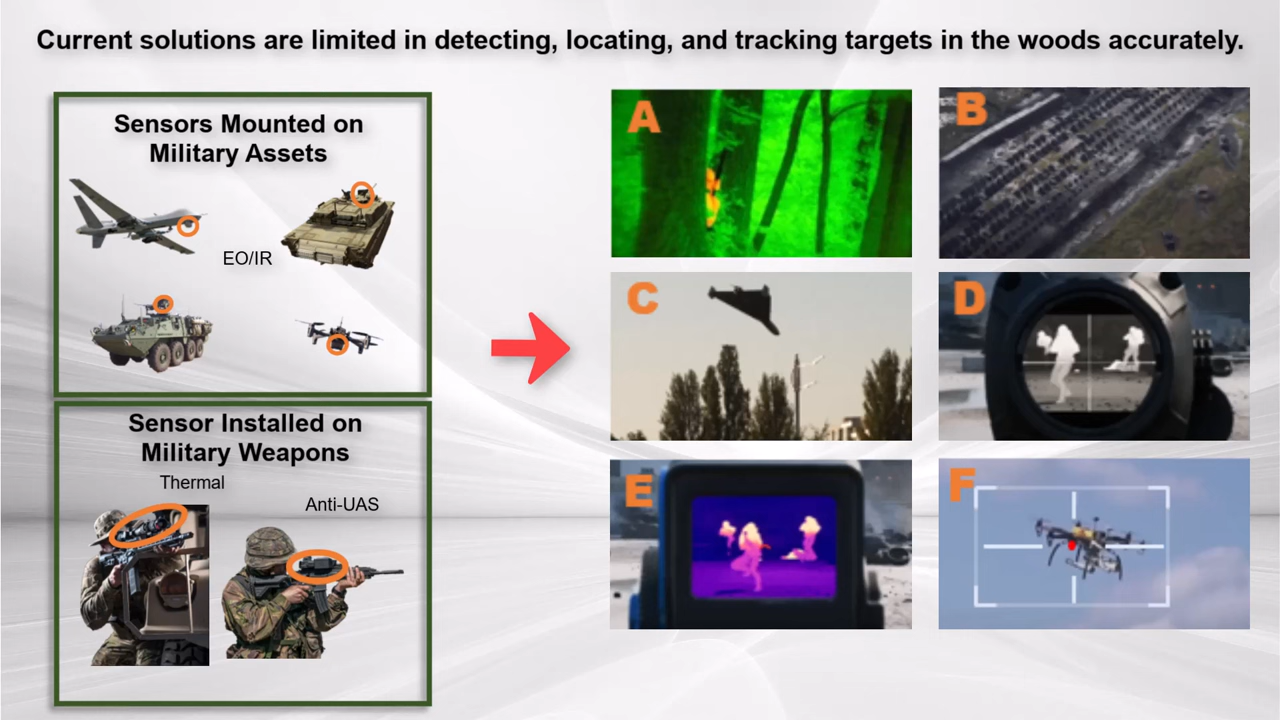 Current solutions are limited in detecting, locating, and tracking targets in the woods accurately.
Sensors Mounted on
Military Assets
EO/IR
Sensor Installed on
Military Weapons
Thermal
Anti-UAS
A
B
C
D
E
F